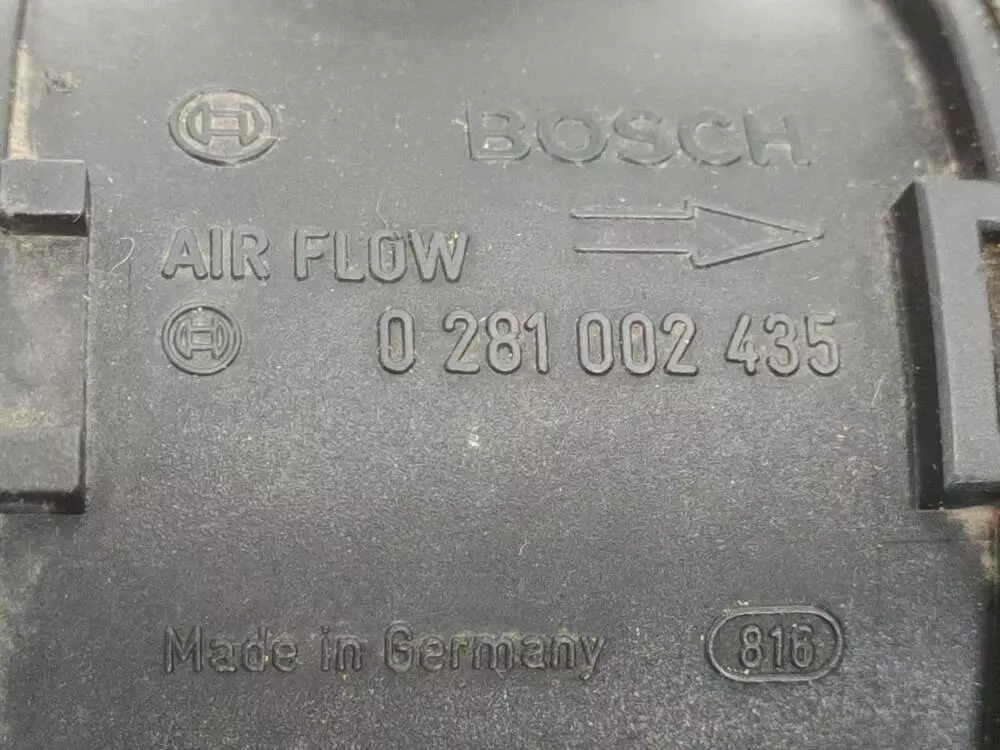 BOSCH
AIR FLOW
0 281 002 435
Made in Germany 816